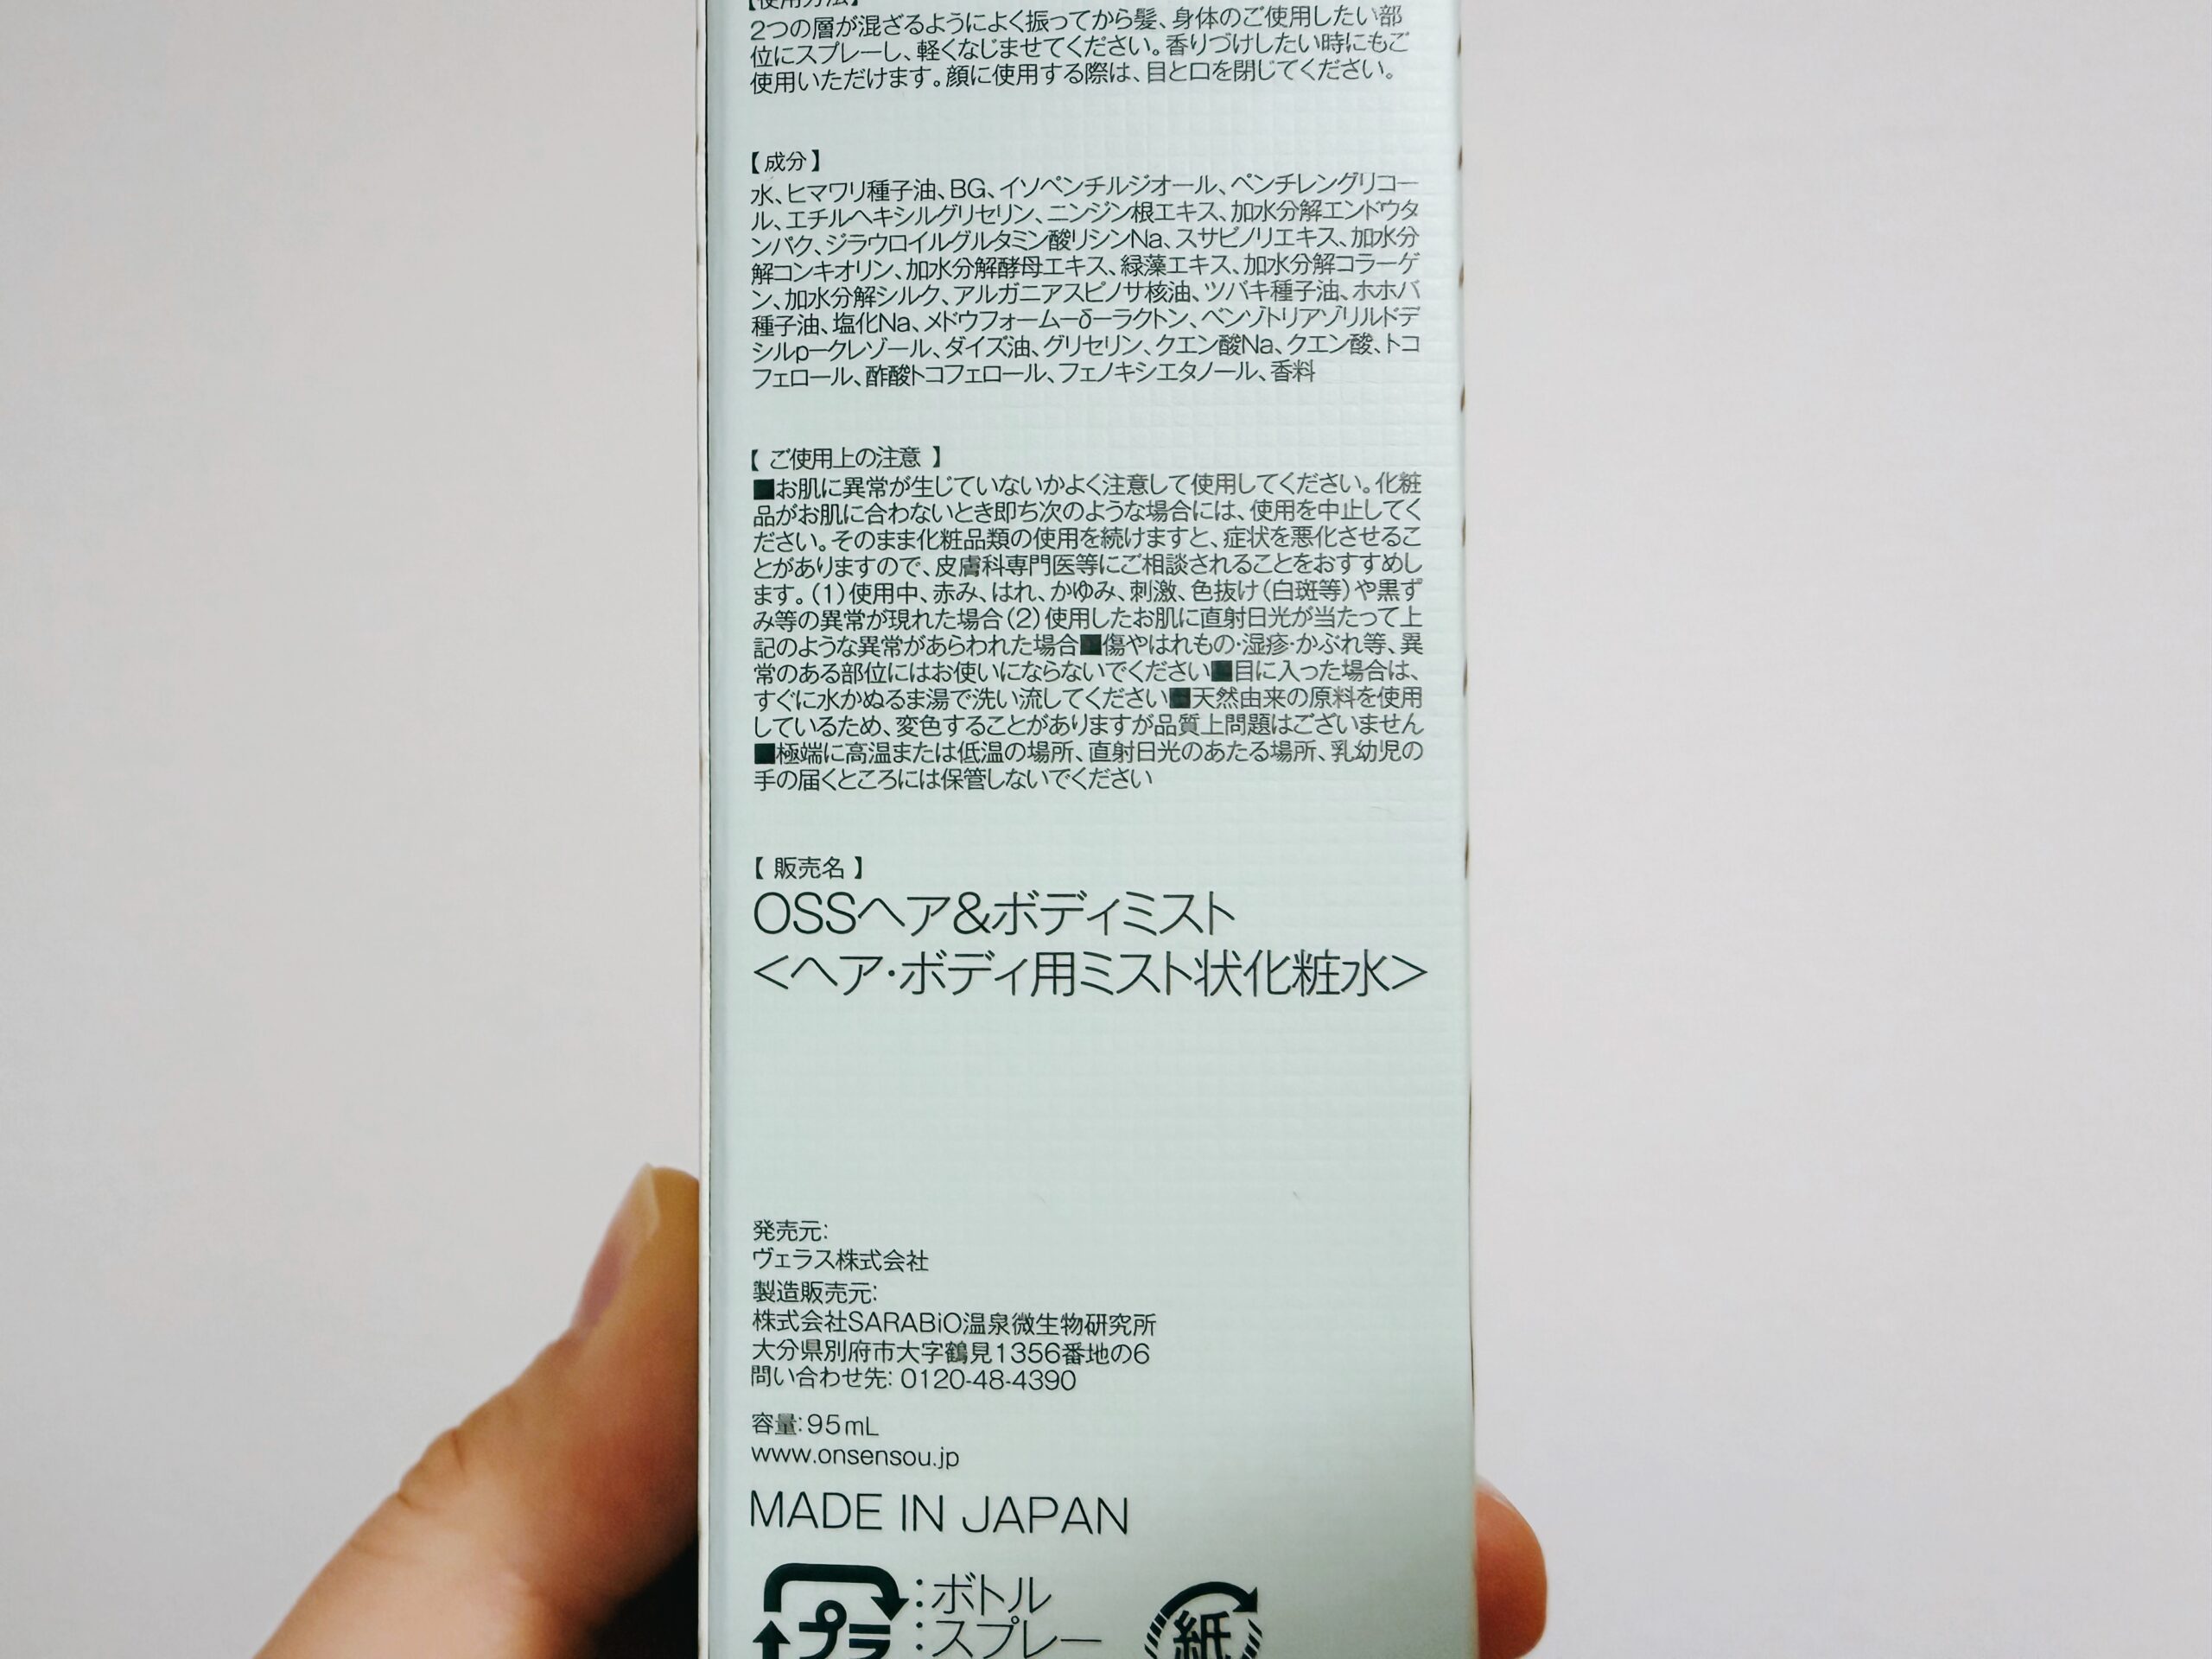 【使用方法】
2つの層が混ざるようによく振ってから髪、身体のご使用したい部
位にスプレーし、軽くなじませてください。香りづけしたい時にもご
使用いただけます。顔に使用する際は、目と口を閉じてください。
【成分】
水、ヒマワリ種子油、BG、イソペンチルジオール、ペンチレングリコー
ル、エチルヘキシルグリセリン、ニンジン根エキス、加水分解エンドウタ
ンパク、ジラウロイルグルタミン酸リシンNa、スサビノリエキス、加水分
解コンキオリン、加水分解酵母エキス、緑藻エキス、加水分解コラーゲ
ン、加水分解シルク、アルガニアスピノサ核油、ツバキ種子油、ホホバ
種子油、塩化Na、メドウフォームーδーラクトン、ベンゾトリアゾリルドデ
シルpークレゾール、ダイズ油、グリセリン、クエン酸Na、クエン酸、トコ
フェロール、酢酸トコフェロール、フェノキシエタノール、香料
【 ご使用上の注意 】
■お肌に異常が生じていないかよく注意して使用してください。化粧
品がお肌に合わないとき即ち次のような場合には、使用を中止してく
ださい。そのまま化粧品類の使用を続けますと、症状を悪化させるこ
とがありますので、皮膚科専門医等にご相談されることをおすすめし
ます。(1)使用中、赤み、はれ、かゆみ、刺激、色抜け(白斑等)や黒ず
み等の異常が現れた場合(2)使用したお肌に直射日光が当たって上
記のような異常があらわれた場合■傷やはれもの・湿疹・かぶれ等、異
常のある部位にはお使いにならないでください■目に入った場合は、
すぐに水かぬるま湯で洗い流してください■天然由来の原料を使用
しているため、変色することがありますが品質上問題はございません
■極端に高温または低温の場所、直射日光のあたる場所、乳幼児の
手の届くところには保管しないでください
【 販売名 】
OSSヘア&ボディミスト
<ヘア・ボディ用ミスト状化粧水>
発売元:
ヴェラス株式会社
製造販売元:
株式会社SARABiO温泉微生物研究所
大分県別府市大字鶴見1356番地の6
問い合わせ先: 0120-48-4390
容量:95mL
www.onsensou.jp
MADE IN JAPAN
プラ
:ボトル
:スプレー
紙